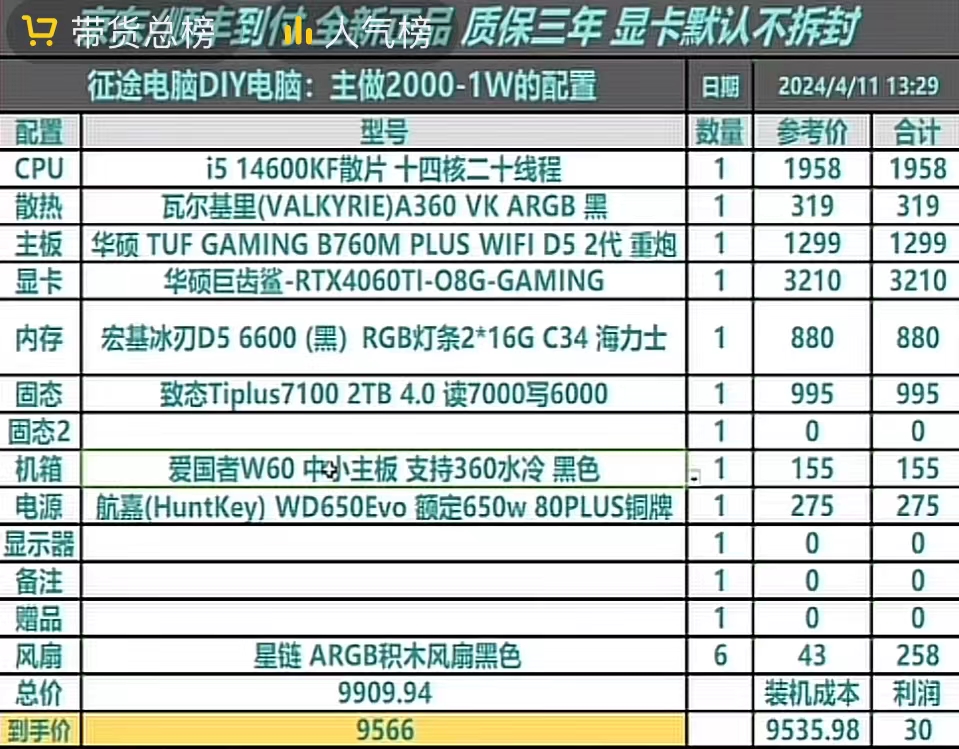 带货总榜
人气榜
顺丰到付 全新正品 质保三年 显卡默认不拆封
征途电脑DIY电脑：主做2000-1W的配置 日期 2024/4/11 13:29
配置 型号 数量 参考价 合计
CPU i5 14600KF散片 十四核二十线程 1 1958 1958
散热 瓦尔基里(VALKYRIE)A360 VK ARGB 黑 1 319 319
主板 华硕 TUF GAMING B760M PLUS WIFI D5 2代 重炮 1 1299 1299
显卡 华硕巨齿鲨-RTX4060TI-O8G-GAMING 1 3210 3210
内存 宏基冰刃D5 6600 (黑) RGB灯条2*16G C34 海力士 1 880 880
固态 致态Tiplus7100 2TB 4.0 读7000写6000 1 995 995
固态2 1 0 0
机箱 爱国者W60 中小主板 支持360水冷 黑色 1 155 155
电源 航嘉(HuntKey) WD650Evo 额定650w 80PLUS铜牌 1 275 275
显示器 1 0 0
备注 1 0 0
赠品 1 0 0
风扇 星链 ARGB积木风扇黑色 6 43 258
总价 9909.94 装机成本 利润
到手价 9566 9535.98 30